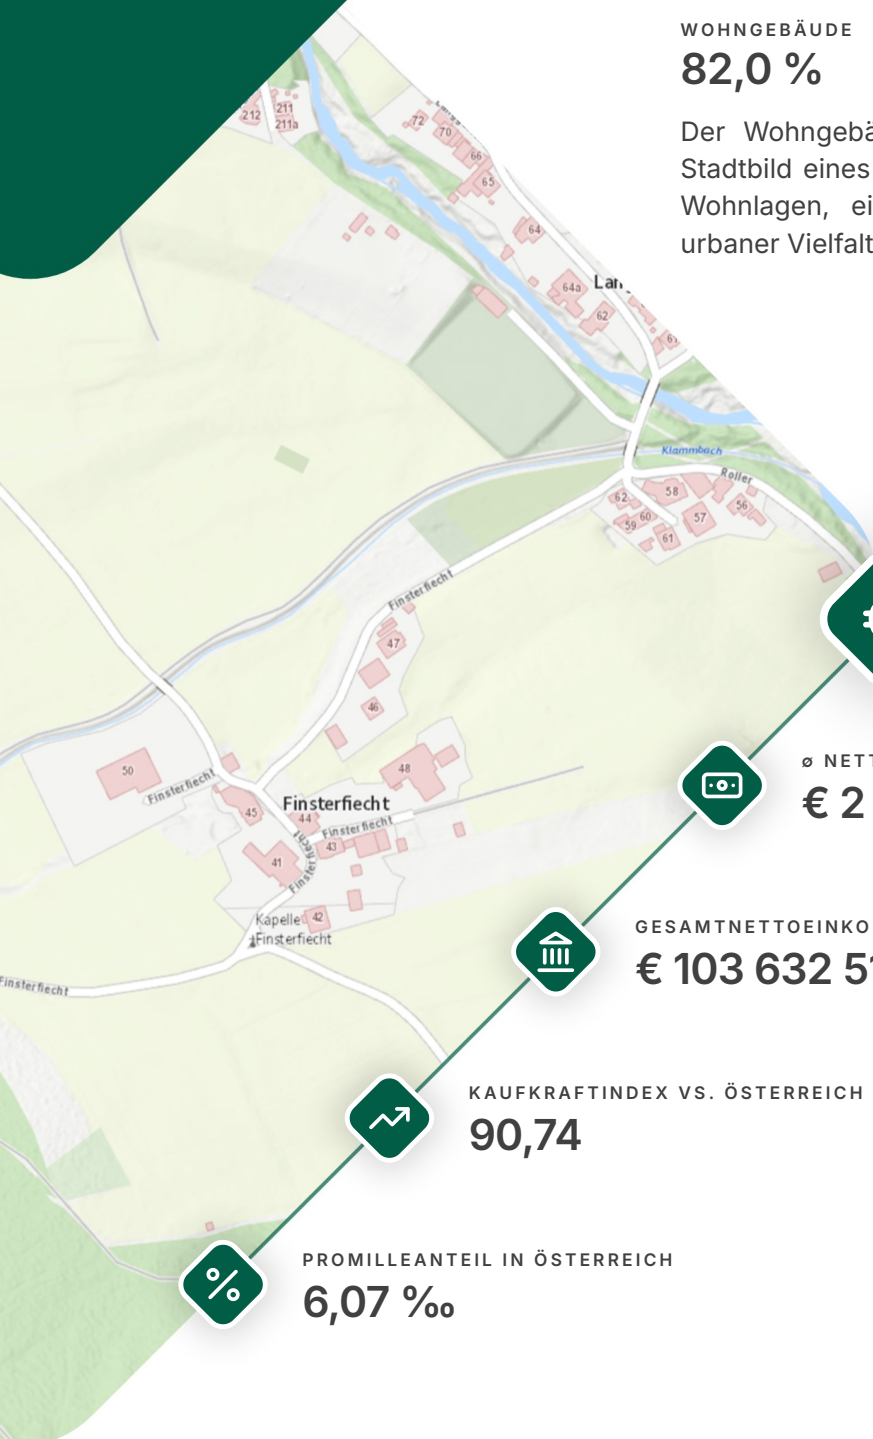 WOHNGEBÄUDE
82,0 %
Der Wohngebä
Stadtbild eines
Wohnlagen, ei
urbaner Vielfalt
212
211
211a
72
70
66
65
64
64a
62
61
Klammbach
Roller
62
58
56
60
57
59
61
Finsterfiecht
47
46
50
48
Finsterfiecht
Finsterfiecht
45
44
Finsterfiecht
43
41
Finsterfiecht
Kapelle
42
Finsterfiecht
insterfiecht
ø NETT
€ 2
GESAMTNETTOEINKO
€ 103 632 51
KAUFKRAFTINDEX VS. ÖSTERREICH
90,74
PROMILLEANTEIL IN ÖSTERREICH
6,07 ‰